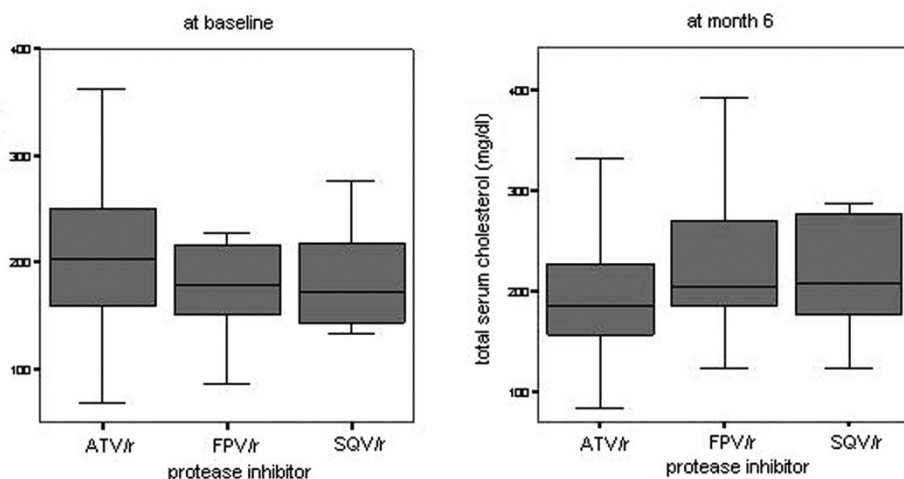 at baseline
400
300
200
100
ATV/r FPV/r SQV/r
protease inhibitor
at month 6
total serum cholesterol (mg/dl)
400
300
200
100
ATV/r FPV/r SQV/r
protease inhibitor